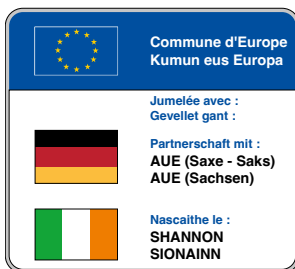 Commune d'Europe
Kumun eus Europa
Jumelée avec :
Gevellet gant :
Partnerschaft mit :
AUE (Saxe - Saks)
AUE (Sachsen)
Nascaithe le :
SHANNON
SIONAINN